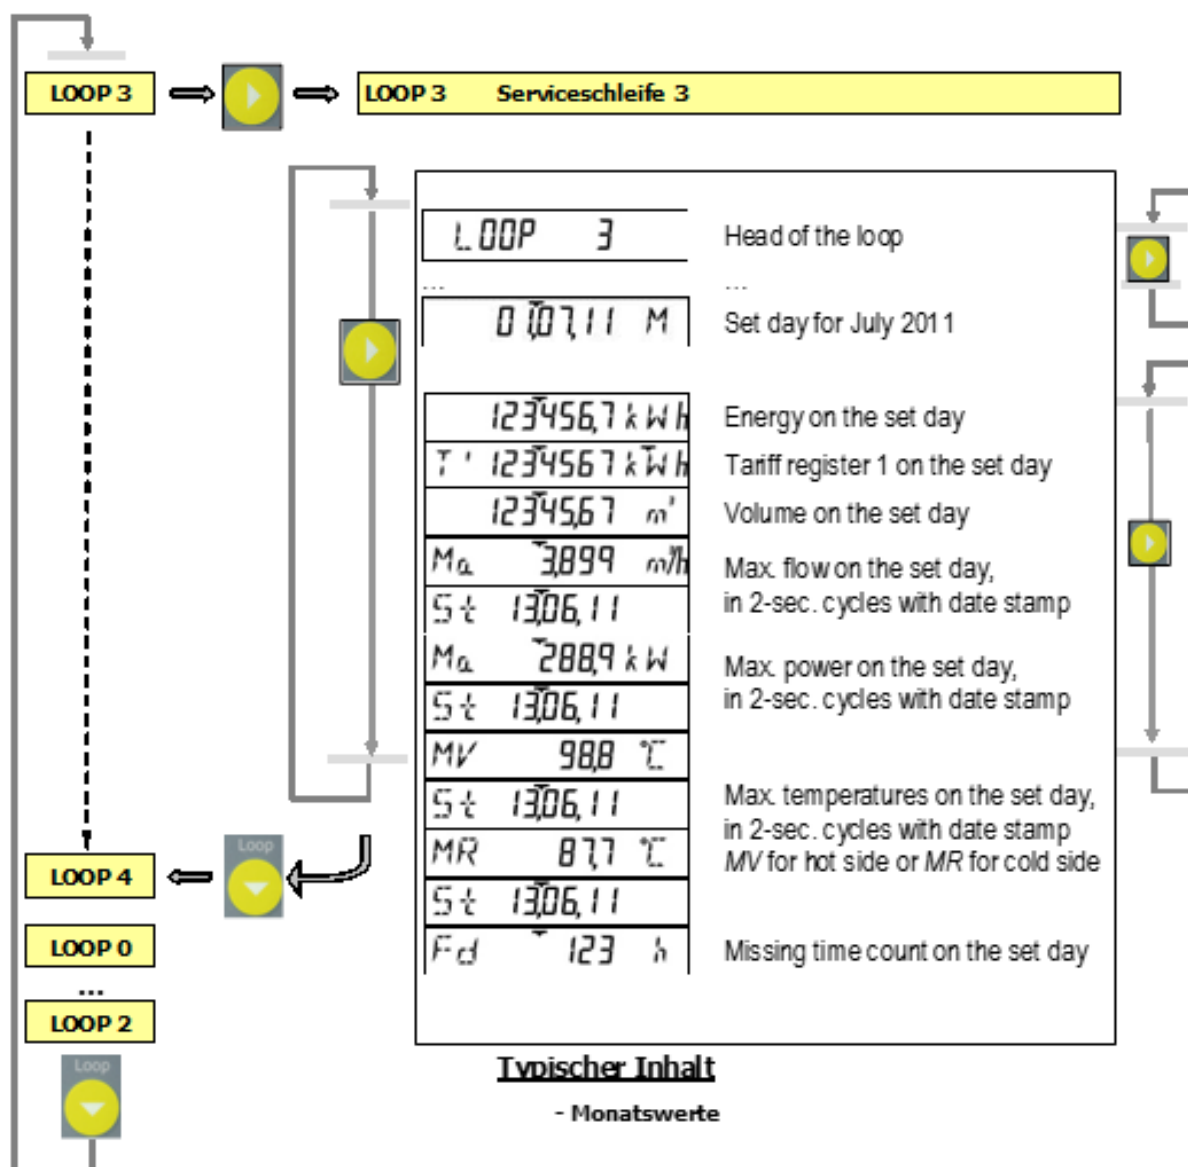 LOOP 3
LOOP 3 Serviceschleife 3
LOOP 3 Head of the loop
... ...
01,07,11 M Set day for July 2011
123456,7 kWh Energy on the set day
T' 1234567 kWh Tariff register 1 on the set day
12345,67 m³ Volume on the set day
Ma 3,899 m³/h Max. flow on the set day,
St 13,06,11 in 2-sec. cycles with date stamp
Ma 288,9 kW Max. power on the set day,
St 13,06,11 in 2-sec. cycles with date stamp
MV 98,8 °C
St 13,06,11 Max. temperatures on the set day,
in 2-sec. cycles with date stamp
MR 87,7 °C MV for hot side or MR for cold side
St 13,06,11
Fd 123 h Missing time count on the set day
Loop
LOOP 4
LOOP 0
...
LOOP 2
Loop
Typischer Inhalt
- Monatswerte